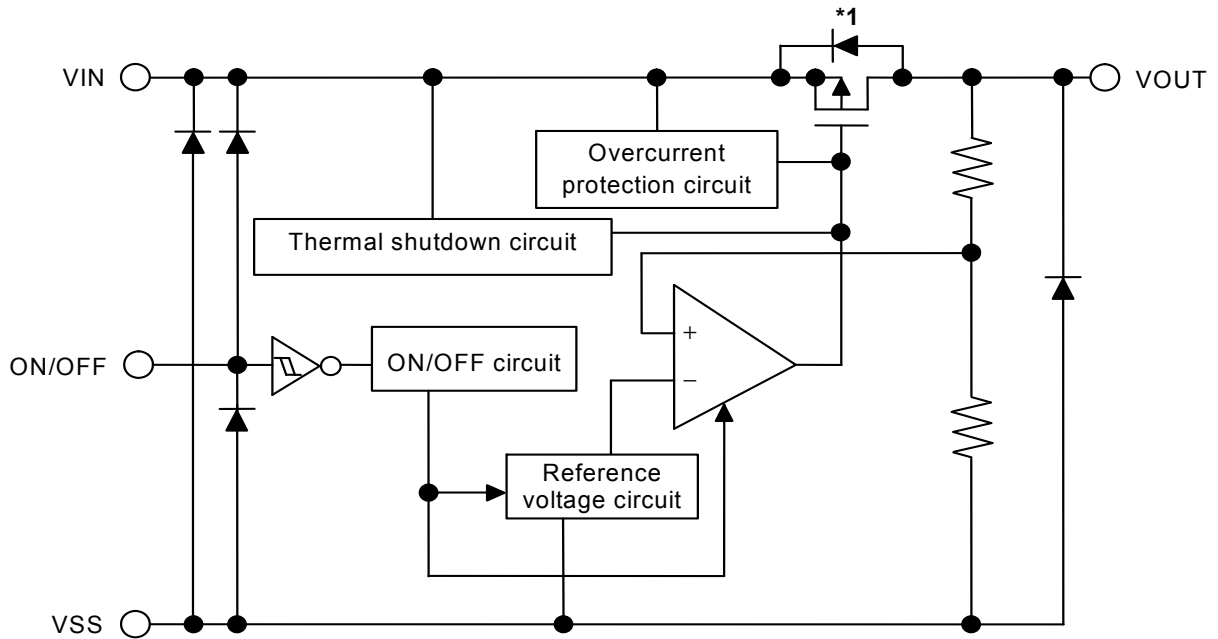 *1
VIN
VOUT
Overcurrent
protection circuit
Thermal shutdown circuit
+
ON/OFF
ON/OFF circuit
−
Reference
voltage circuit
VSS